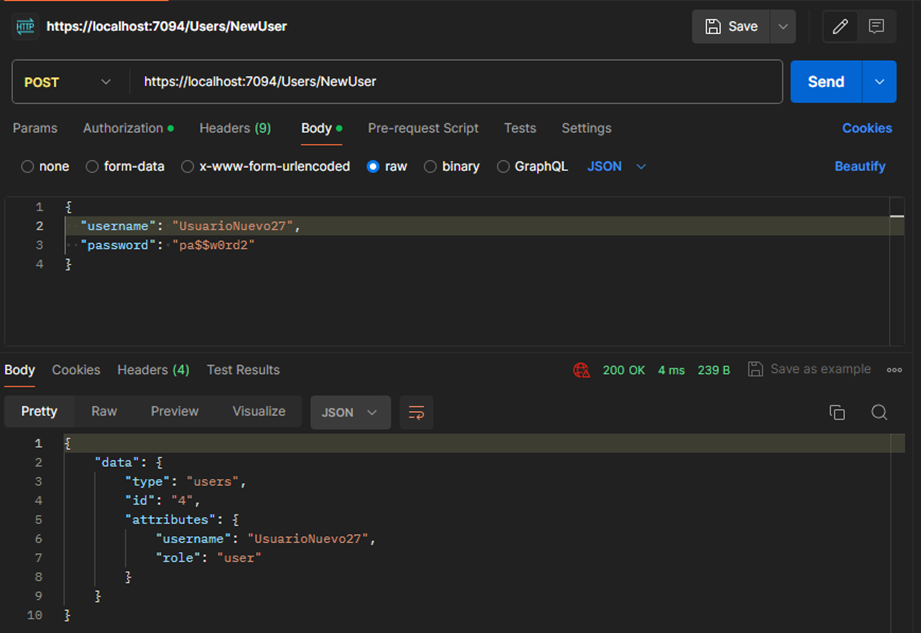 HTTP https://localhost:7094/Users/NewUser Save
POST https://localhost:7094/Users/NewUser Send
Params Authorization Headers (9) Body Pre-request Script Tests Settings Cookies
none form-data x-www-form-urlencoded raw binary GraphQL JSON Beautify
1 {
2 "username": "UsuarioNuevo27",
3 "password": "pa$$w0rd2"
4 }
Body Cookies Headers (4) Test Results 200 OK 4 ms 239 B Save as example
Pretty Raw Preview Visualize JSON
1 {
2 "data": {
3 "type": "users",
4 "id": "4",
5 "attributes": {
6 "username": "UsuarioNuevo27",
7 "role": "user"
8 }
9 }
10 }